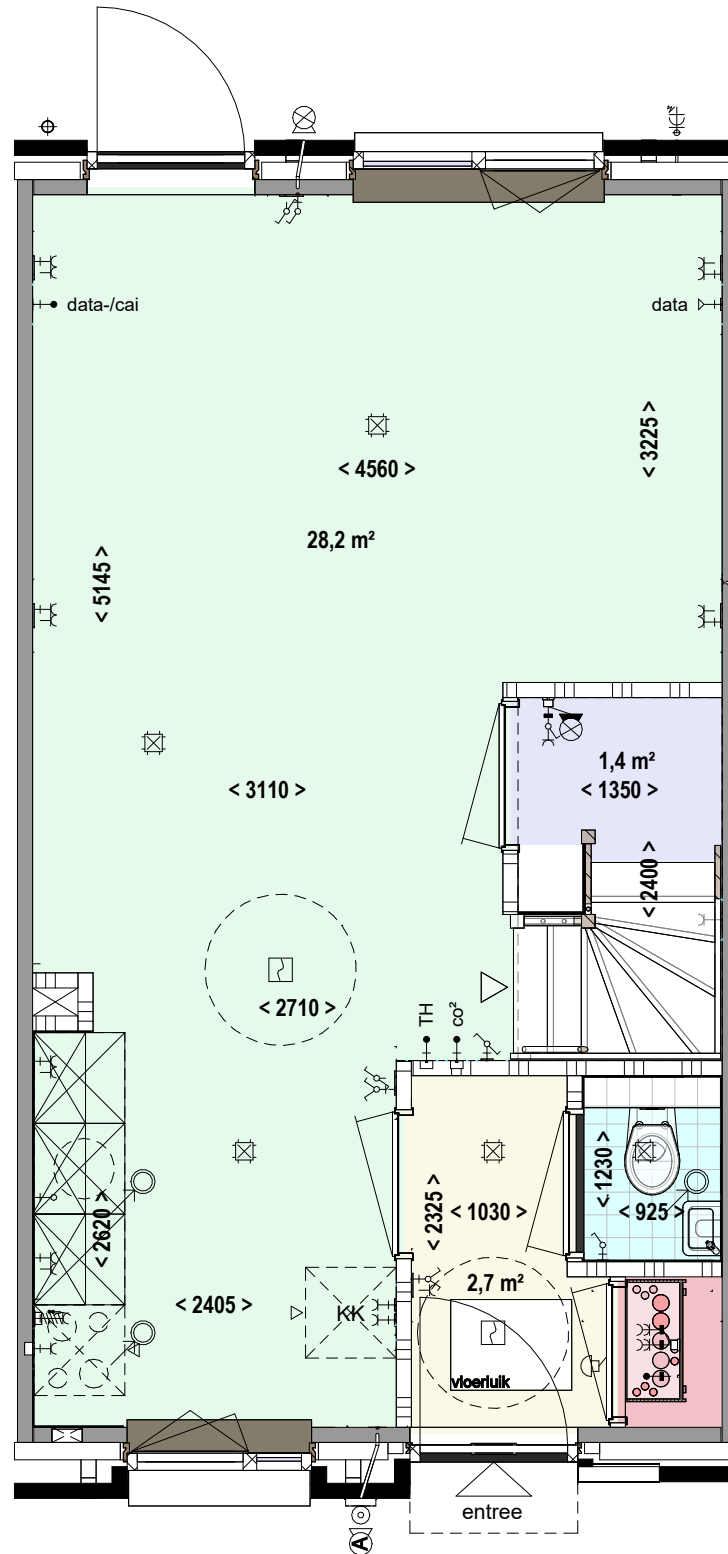 data-/cai
data
< 4560 >
< 3225 >
28,2 m²
< 5145 >
1,4 m²
< 1350 >
< 3110 >
< 2400 >
< 2710 >
TH
co²
< 1230 >
< 2325 >
< 1030 >
< 925 >
< 2620 >
2,7 m²
< 2405 >
KK
vloerluik
entree
A